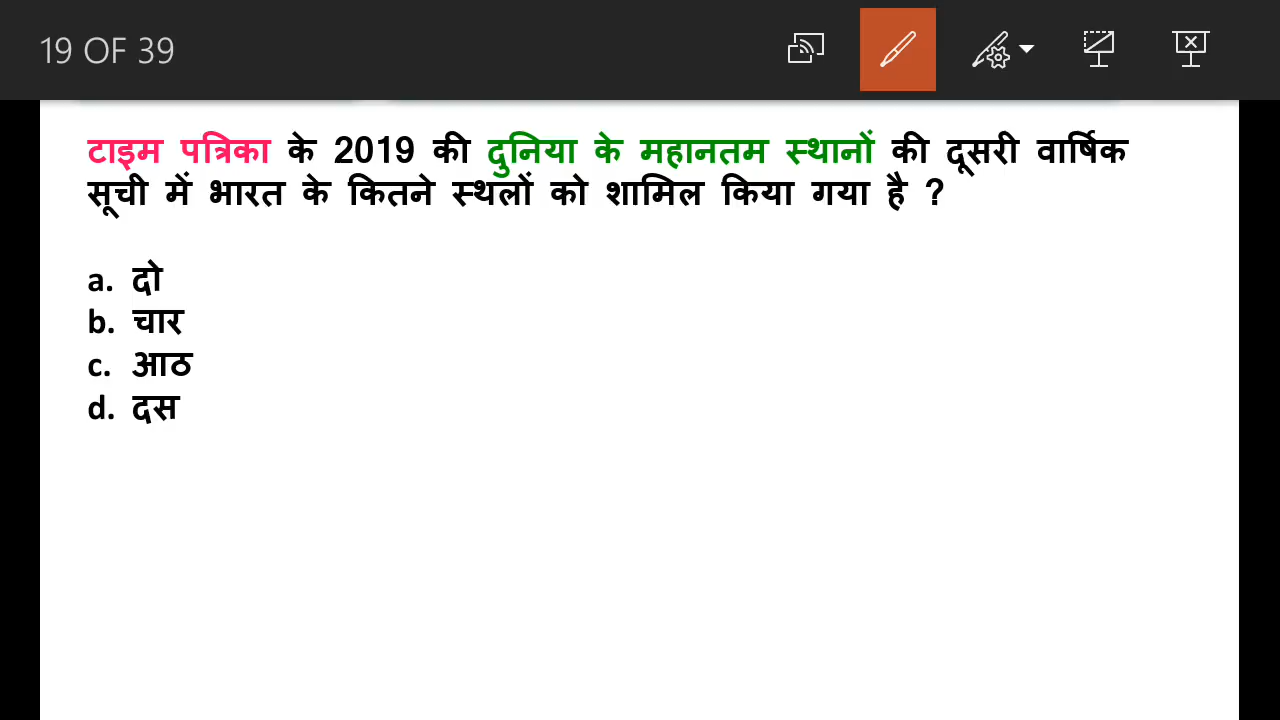 19 OF 39
टाइम पत्रिका के 2019 की दुनिया के महानतम स्थानों की दूसरी वार्षिक
सूची में भारत के कितने स्थलों को शामिल किया गया है ?
a. दो
b. चार
c. आठ
d. दस